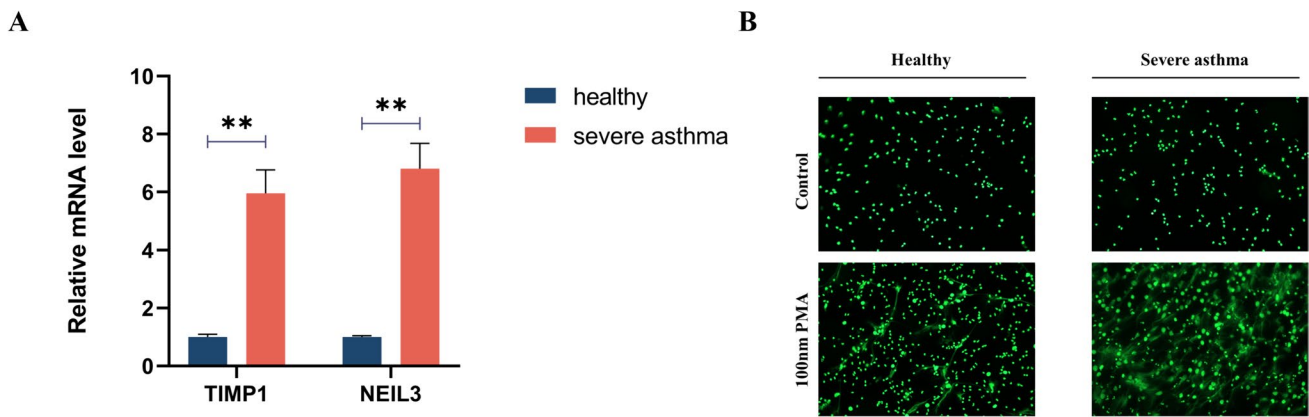 A
Relative mRNA level
10
8
6
4
2
0
**
**
TIMP1
NEIL3
healthy
severe asthma
B
Healthy
Severe asthma
Control
100nm PMA